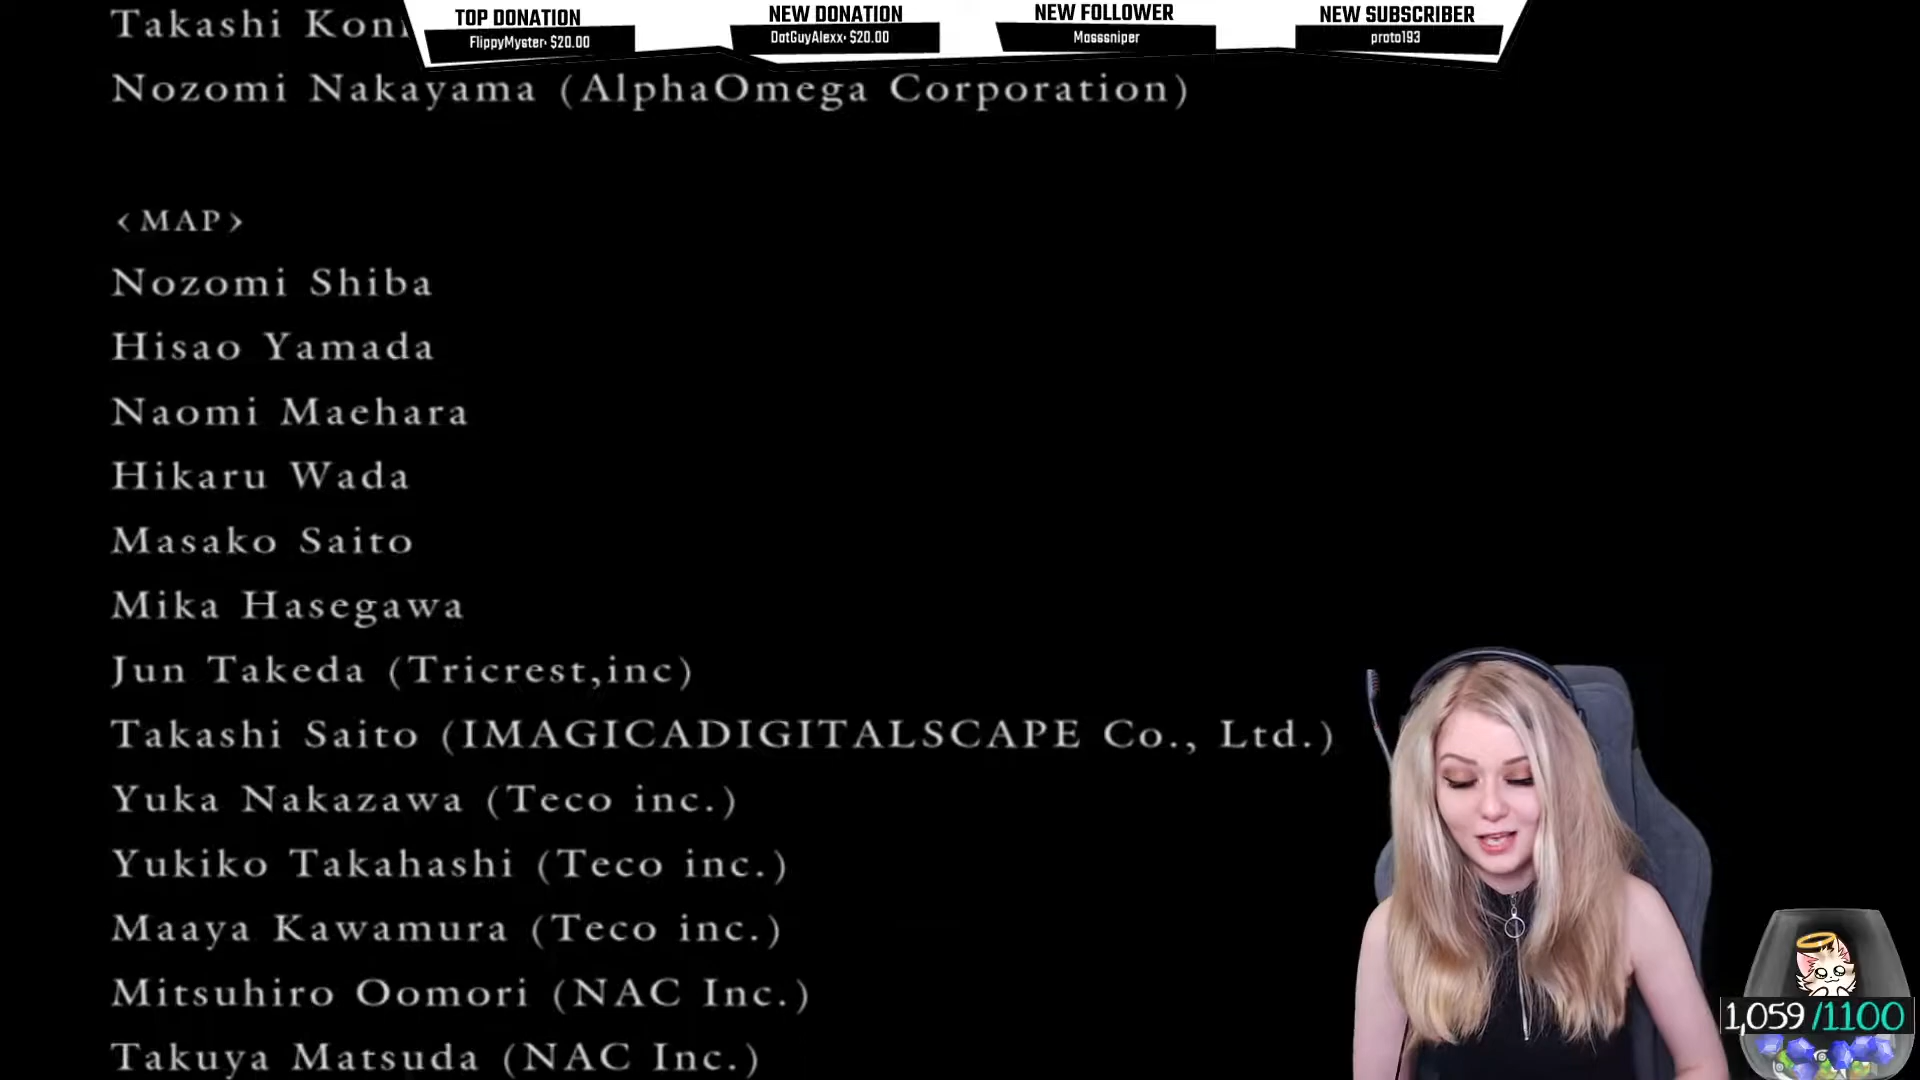 TOP DONATION
FlippyMyster: $20.00
NEW DONATION
DatGuyAlexx: $20.00
NEW FOLLOWER
Mosssniper
NEW SUBSCRIBER
proto193
Takashi
Nozomi Nakayama (AlphaOmega Corporation)
<MAP>
Nozomi Shiba
Hisao Yamada
Naomi Maehara
Hikaru Wada
Masako Saito
Mika Hasegawa
Jun Takeda (Tricrest,inc)
Takashi Saito (IMAGICADIGITALSCAPE Co., Ltd.)
Yuka Nakazawa (Teco inc.)
Yukiko Takahashi (Teco inc.)
Maaya Kawamura (Teco inc.)
Mitsuhiro Oomori (NAC Inc.)
Takuya Matsuda (NAC Inc.)
1,059 /1100